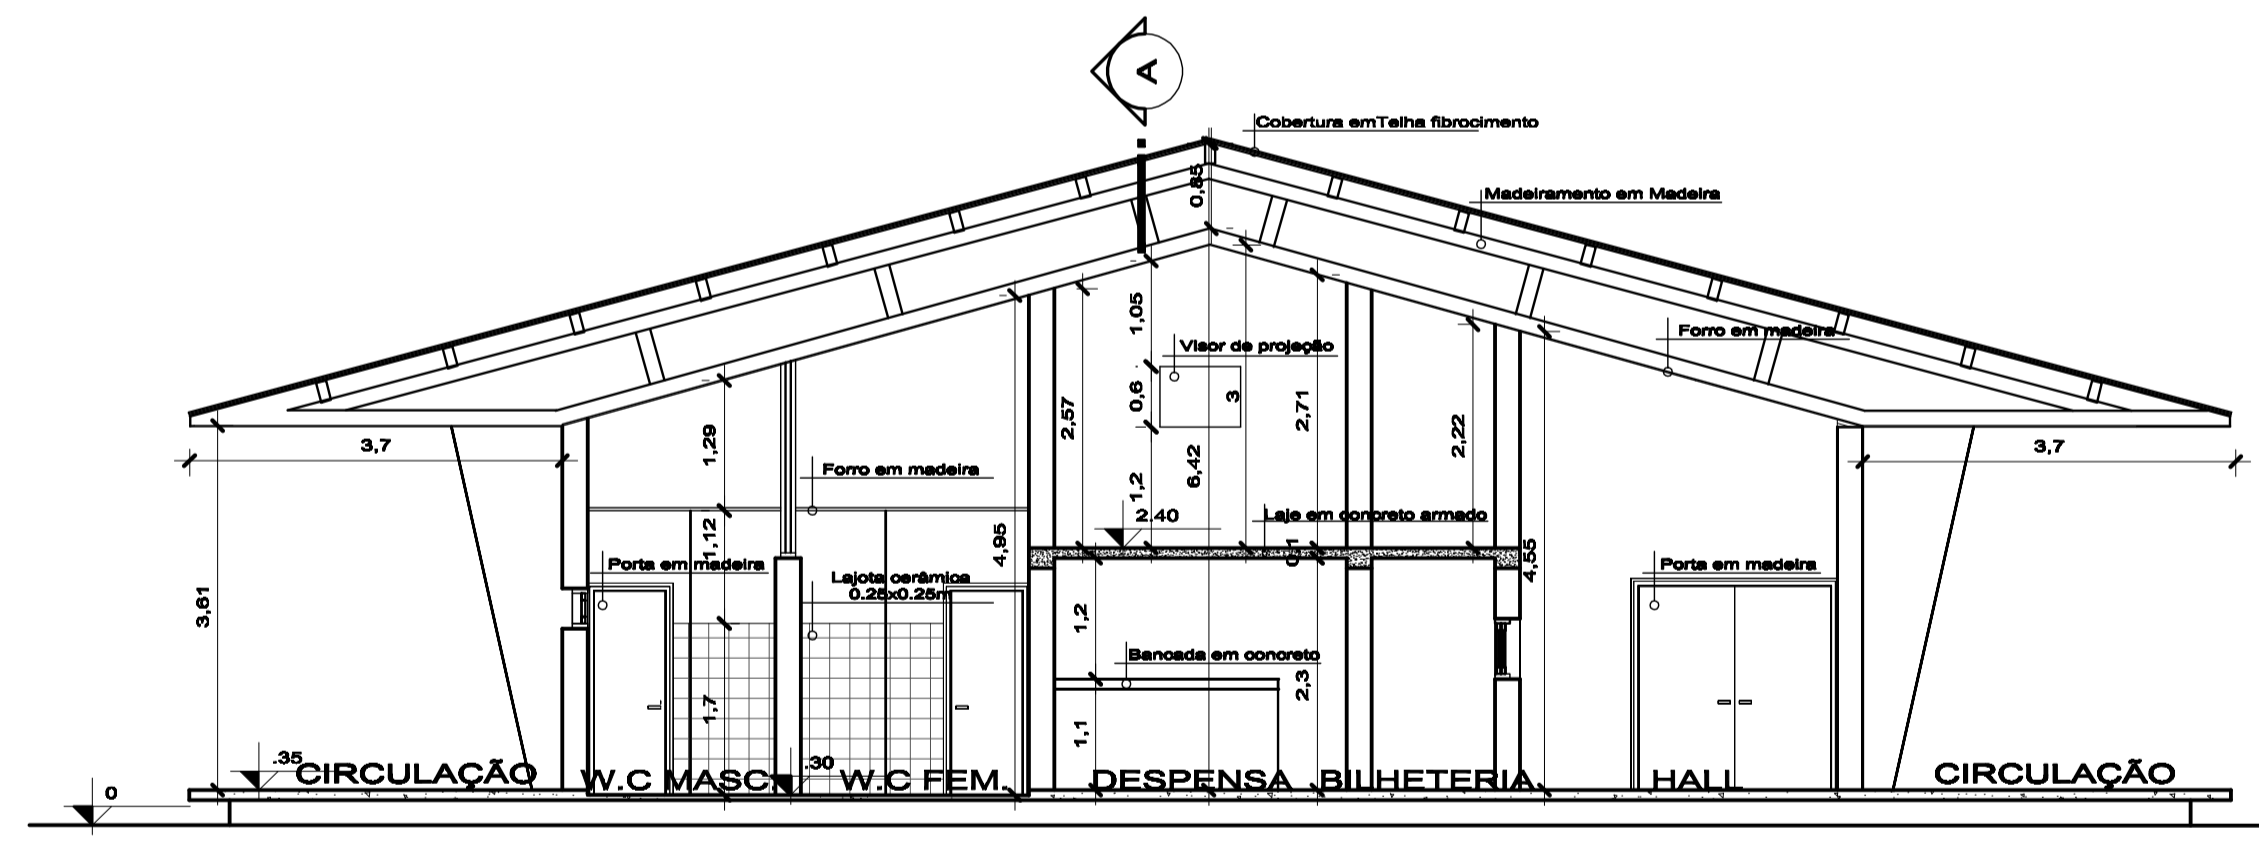 A
Cobertura emTelha fibrocimento
0,85
Madeiramento em Madeira
Forro em madeira
1,05
Visor de projeção
0,6
3
2,57
2,71
2,22
3,7
1,29
3,7
Forro em madeira
1,2
6,42
2.40
Laje em concreto armado
1,12
4,95
0,1
4,55
Porta em madeira
Lajota cerâmica
0.25x0.25m
Porta em madeira
3,61
1,2
Bancada em concreto
2,3
1,7
1,1
.35
.30
CIRCULAÇÃO
W.C MASC.
W.C FEM.
DESPENSA
BILHETERIA
HALL
CIRCULAÇÃO
0